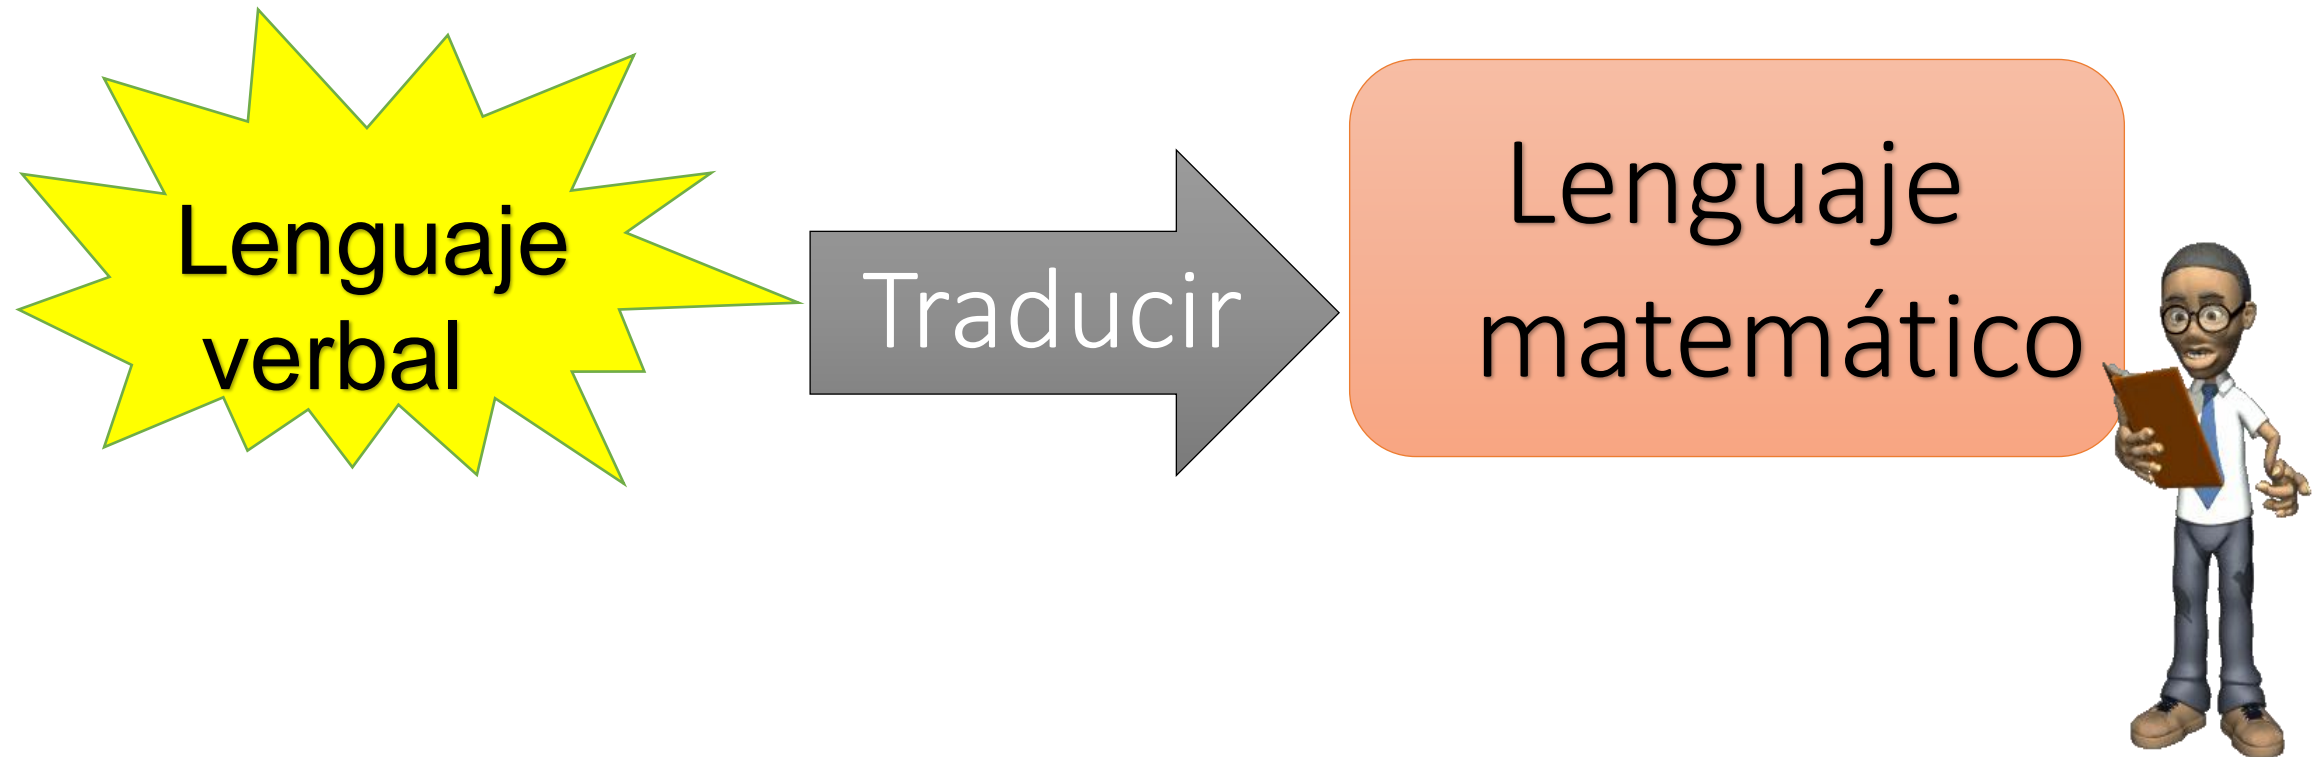 Lenguaje
verbal
Traducir
Lenguaje
matemático